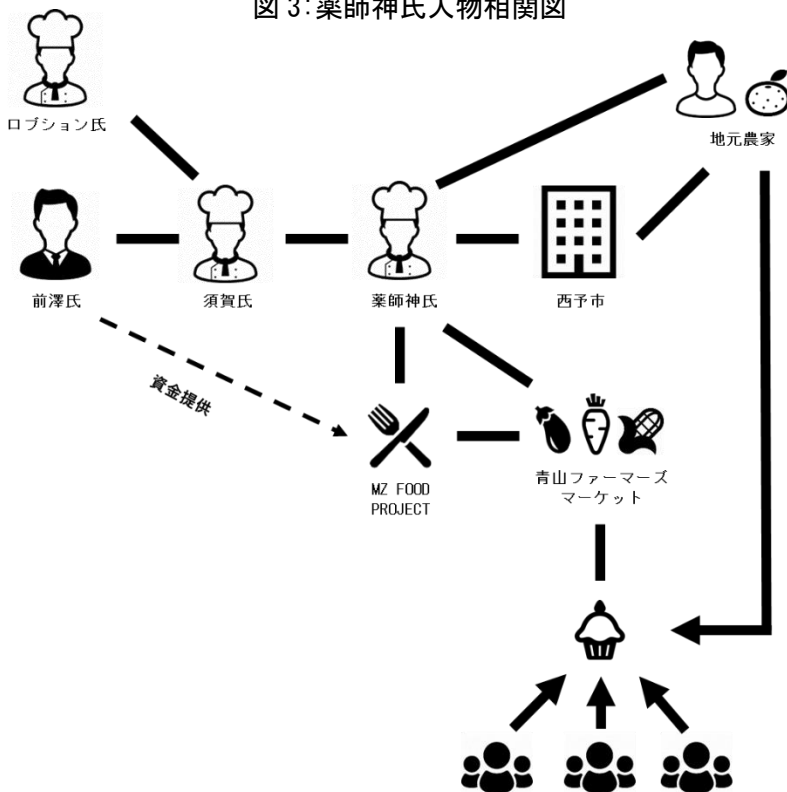 図3:薬師神氏人物相関図
ロブション氏
地元農家
前澤氏
須賀氏
薬師神氏
西予市
資金提供
MZ FOOD
PROJECT
青山ファーマーズ
マーケット